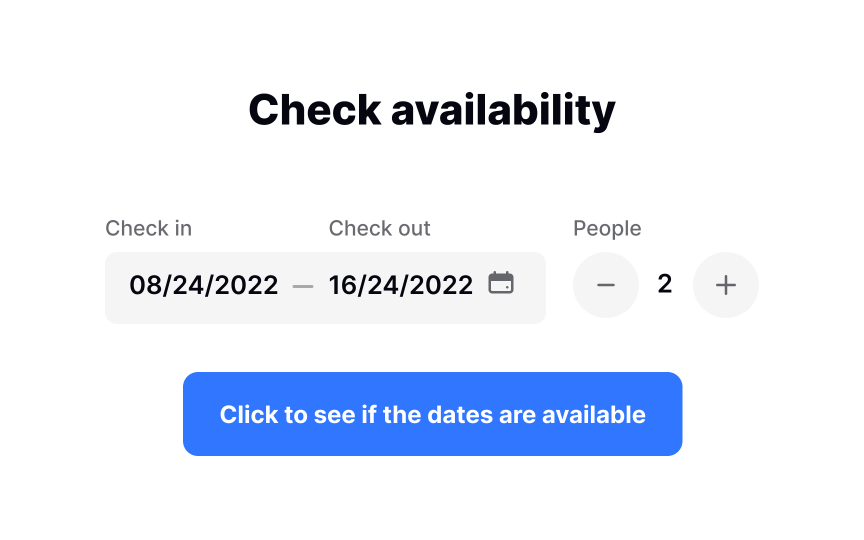 Check availability
Check in Check out People
08/24/2022 — 16/24/2022 − 2 +
Click to see if the dates are available